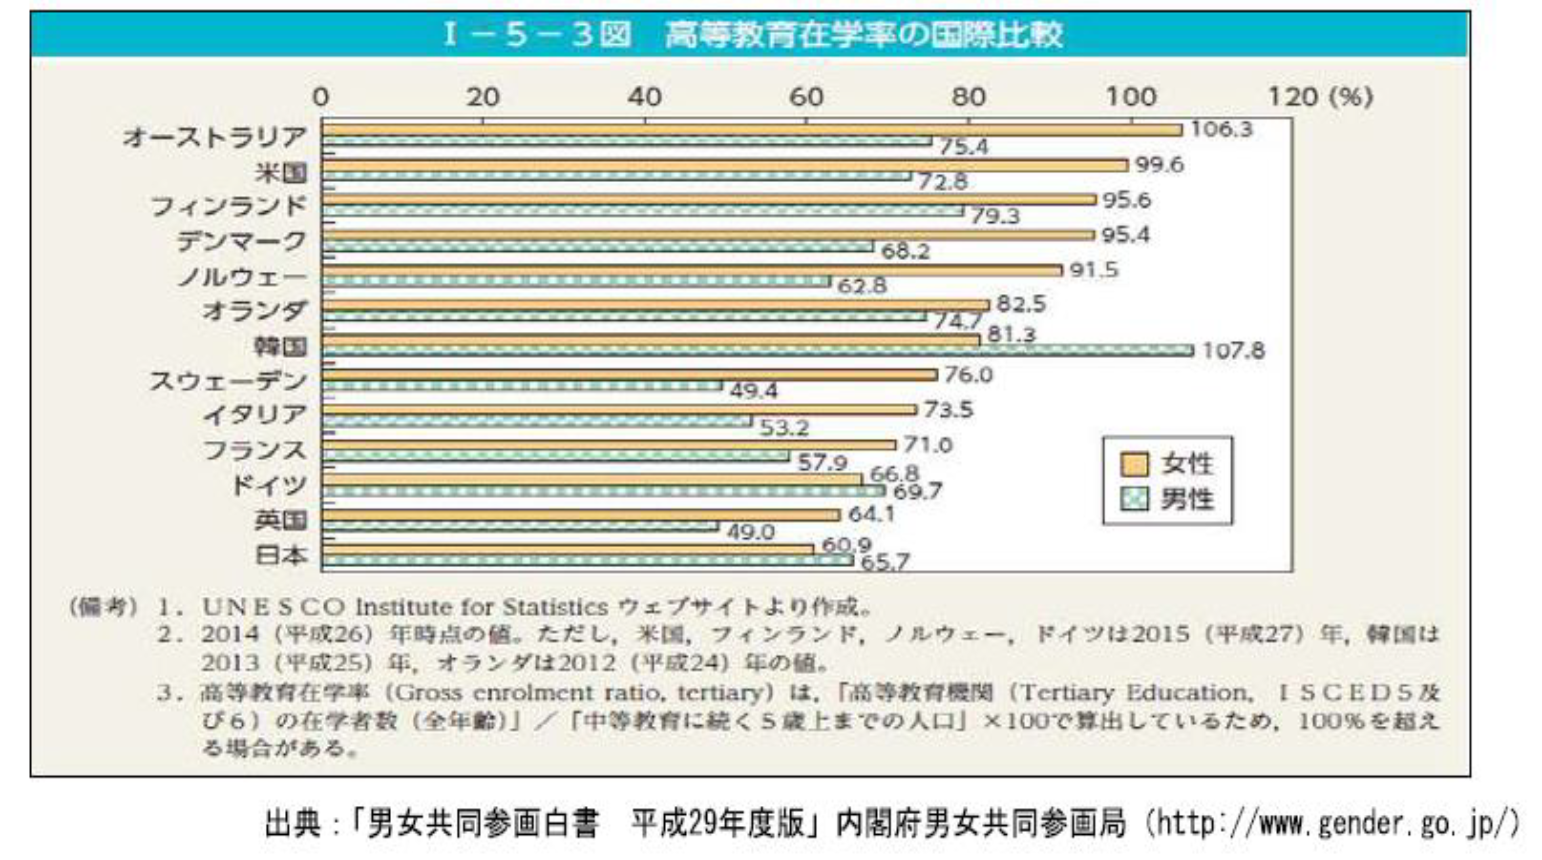 Ⅰ－5－3図　高等教育在学率の国際比較
0 20 40 60 80 100 120 (%)
オーストラリア 106.3
75.4
米国 99.6
72.8
フィンランド 95.6
79.3
デンマーク 95.4
68.2
ノルウェー 91.5
62.8
オランダ 82.5
74.7
韓国 81.3
107.8
スウェーデン 76.0
49.4
イタリア 73.5
53.2
フランス 71.0
57.9
ドイツ 66.8
69.7
英国 64.1
49.0
日本 60.9
65.7
女性
男性
（備考）1．UNESCO Institute for Statistics ウェブサイトより作成。
2．2014（平成26）年時点の値。ただし，米国，フィンランド，ノルウェー，ドイツは2015（平成27）年，韓国は
2013（平成25）年，オランダは2012（平成24）年の値。
3．高等教育在学率（Gross enrolment ratio, tertiary）は，「高等教育機関（Tertiary Education, ＩＳＣＥＤ5及
び6）の在学者数（全年齢）」／「中等教育に続く5歳上までの人口」×100で算出しているため，100％を超え
る場合がある。
出典：「男女共同参画白書　平成29年度版」内閣府男女共同参画局（http://www.gender.go.jp/）